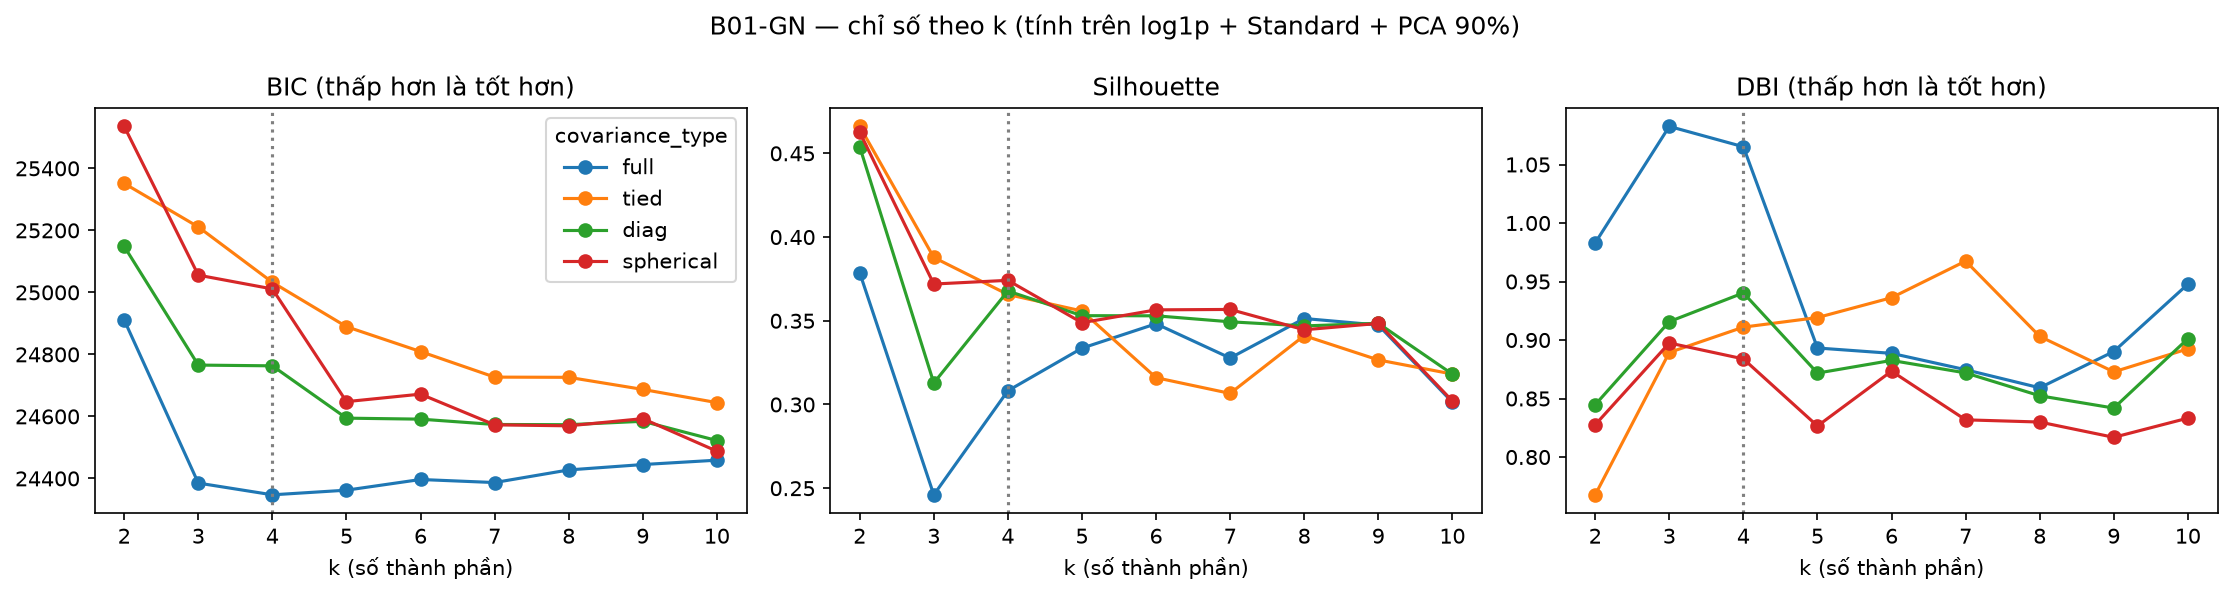 B01-GN — chỉ số theo k (tính trên log1p + Standard + PCA 90%)
BIC (thấp hơn là tốt hơn)
covariance_type
full
tied
diag
spherical
25400
25200
25000
24800
24600
24400
2 3 4 5 6 7 8 9 10
k (số thành phần)
Silhouette
0.45
0.40
0.35
0.30
0.25
2 3 4 5 6 7 8 9 10
k (số thành phần)
DBI (thấp hơn là tốt hơn)
1.05
1.00
0.95
0.90
0.85
0.80
2 3 4 5 6 7 8 9 10
k (số thành phần)